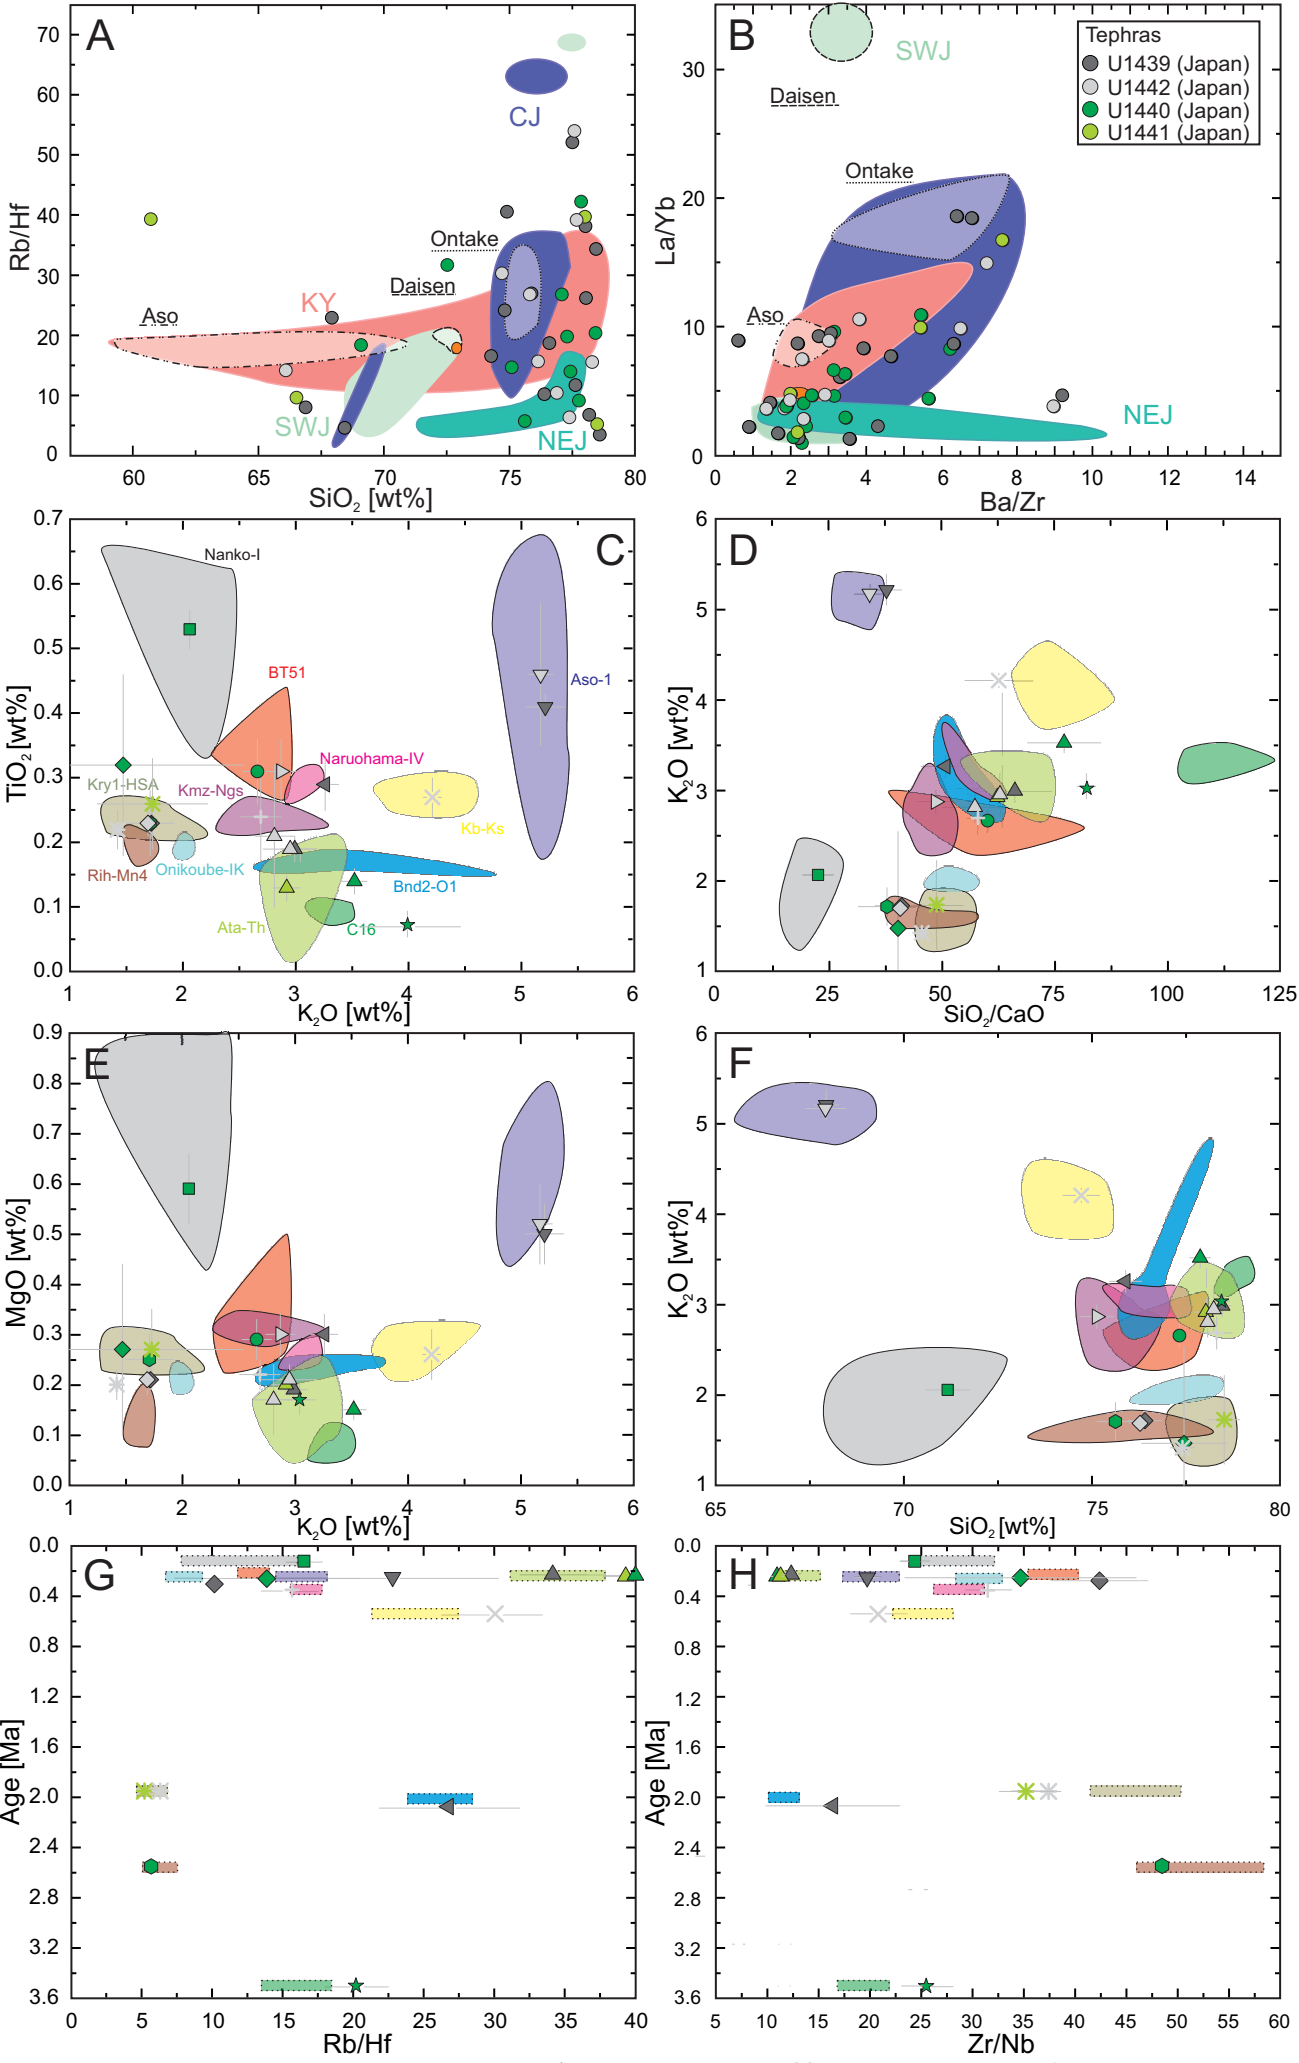 A
70
60
50
40
30
20
10
0
Rb/Hf
SWJ
CJ
Ontake
Daisen
KY
Aso
SWJ
NEJ
60
65
70
75
80
SiO2 [wt%]
B
30
20
10
0
La/Yb
SWJ
Daisen
Ontake
Aso
NEJ
Tephras
U1439 (Japan)
U1442 (Japan)
U1440 (Japan)
U1441 (Japan)
0
2
4
6
8
10
12
14
Ba/Zr
C
0.7
0.6
0.5
0.4
0.3
0.2
0.1
0.0
TiO2 [wt%]
Nanko-I
BT51
Aso-1
Naruohama-IV
Kry1-HSA
Kmz-Ngs
Kb-Ks
Rih-Mn4
Onikoube-IK
Bnd2-O1
Ata-Th
C16
1
2
3
4
5
6
K2O [wt%]
D
6
5
4
3
2
1
K2O [wt%]
0
25
50
75
100
125
SiO2/CaO
E
0.9
0.8
0.7
0.6
0.5
0.4
0.3
0.2
0.1
0.0
MgO [wt%]
1
2
3
4
5
6
K2O [wt%]
F
6
5
4
3
2
1
K2O [wt%]
65
70
75
80
SiO2 [wt%]
G
0.0
0.4
0.8
1.2
1.6
2.0
2.4
2.8
3.2
3.6
Age [Ma]
0
5
10
15
20
25
30
35
40
Rb/Hf
H
0.0
0.4
0.8
1.2
1.6
2.0
2.4
2.8
3.2
3.6
Age [Ma]
5
10
15
20
25
30
35
40
45
50
55
60
Zr/Nb